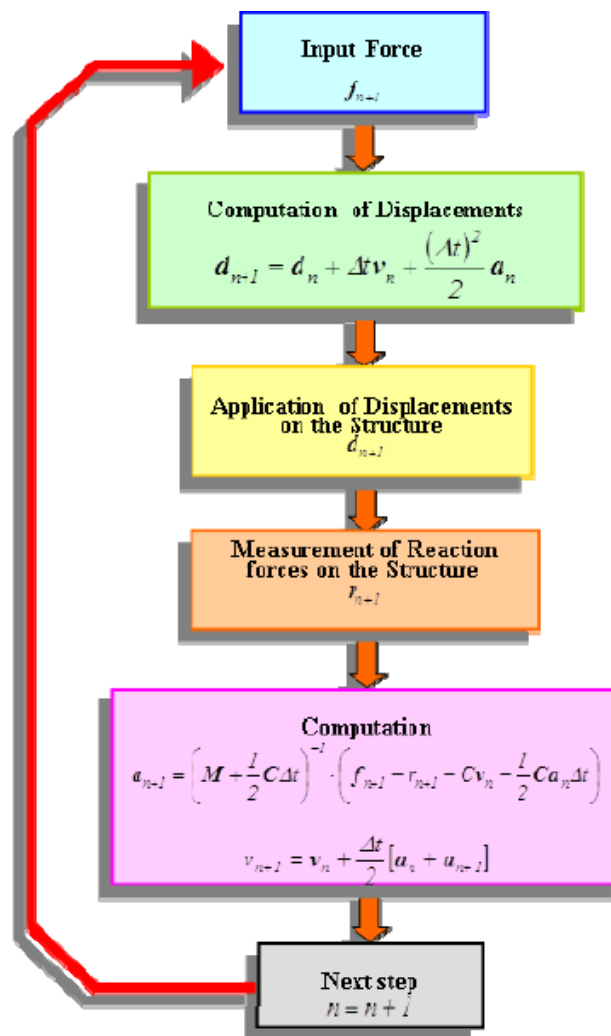 Input Force
f_{n+1}
Computation of Displacements
d_{n+1} = d_n + Δt v_n + (Δt)^2/2 a_n
Application of Displacements
on the Structure
d_{n+1}
Measurement of Reaction
forces on the Structure
r_{n+1}
Computation
a_{n+1} = (M + 1/2 CΔt)^{-1} · (f_{n+1} − r_{n+1} − Cv_n − 1/2 Ca_nΔt)
v_{n+1} = v_n + Δt/2 [a_n + a_{n+1}]
Next step
n = n + 1